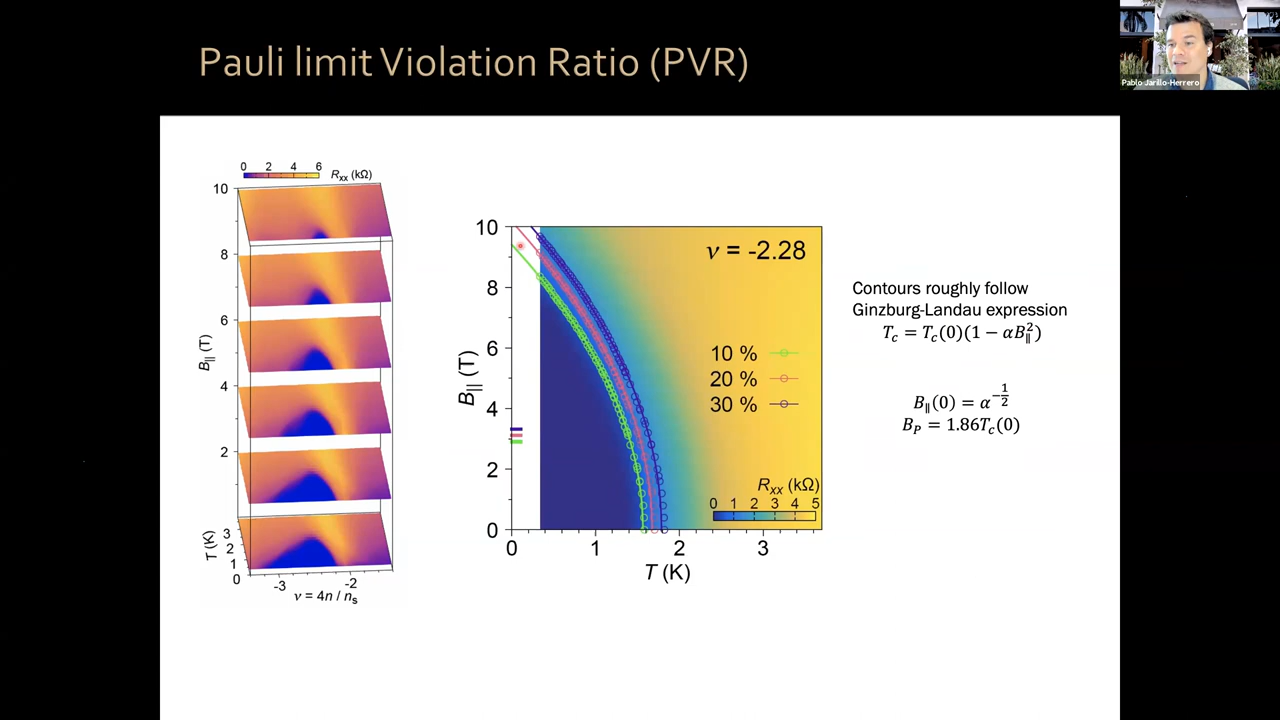 Pauli limit Violation Ratio (PVR)
Pablo Jarillo-Herrero
0 2 4 6
Rxx (kΩ)
10
8
6
4
2
B|| (T)
T (K)
3
2
1
0
-3 -2
ν = 4n / ns
10
8
6
4
2
0
B|| (T)
ν = -2.28
10 %
20 %
30 %
Rxx (kΩ)
0 1 2 3 4 5
0 1 2 3
T (K)
Contours roughly follow
Ginzburg-Landau expression
T𝑐 = T𝑐(0)(1 − αB∥²)
B∥(0) = α^(−1/2)
B_P = 1.86T𝑐(0)